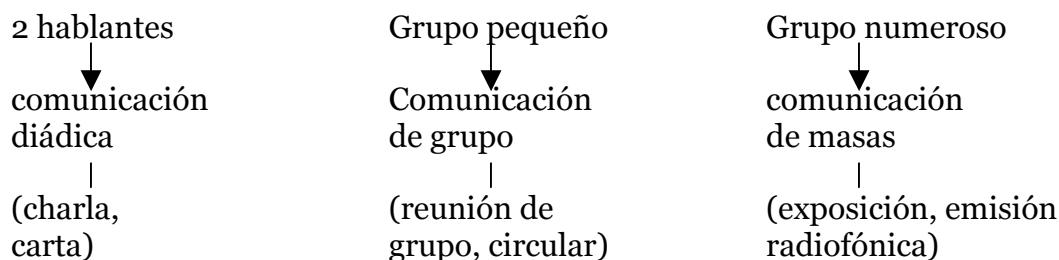 2 hablantes
comunicación
diádica
(charla,
carta)
Grupo pequeño
Comunicación
de grupo
(reunión de
grupo, circular)
Grupo numeroso
comunicación
de masas
(exposición, emisión
radiofónica)